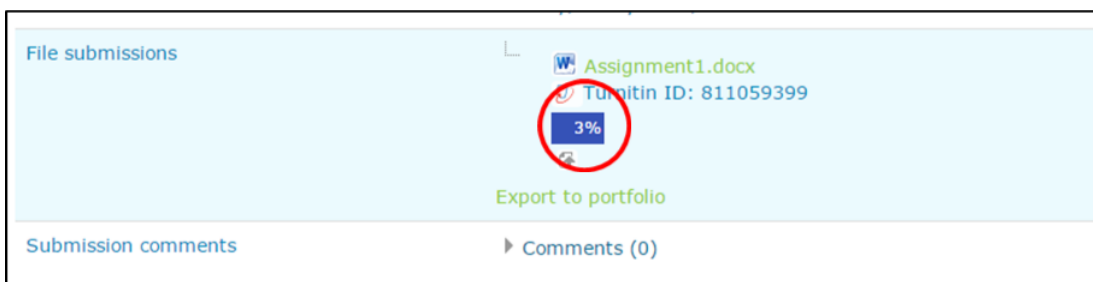 File submissions
Assignment1.docx
Turnitin ID: 811059399
3%
Export to portfolio
Submission comments
Comments (0)